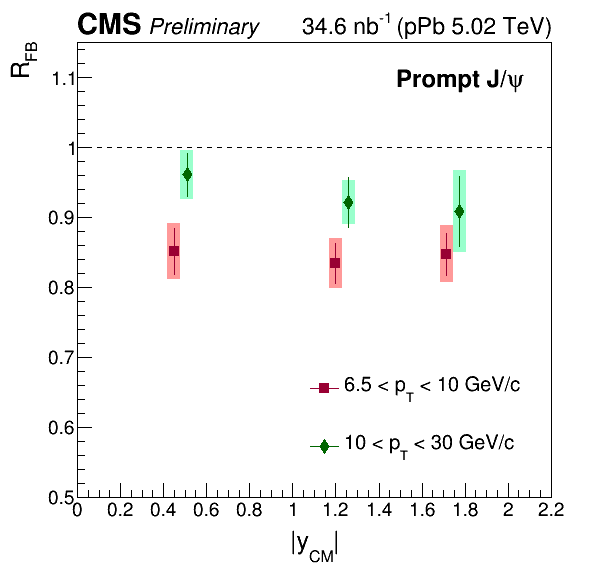 CMS Preliminary 34.6 nb⁻¹ (pPb 5.02 TeV)
R_FB
Prompt J/ψ
1.1
1
0.9
0.8
0.7
0.6
0.5
6.5 < p_T < 10 GeV/c
10 < p_T < 30 GeV/c
0 0.2 0.4 0.6 0.8 1 1.2 1.4 1.6 1.8 2 2.2
|y_CM|